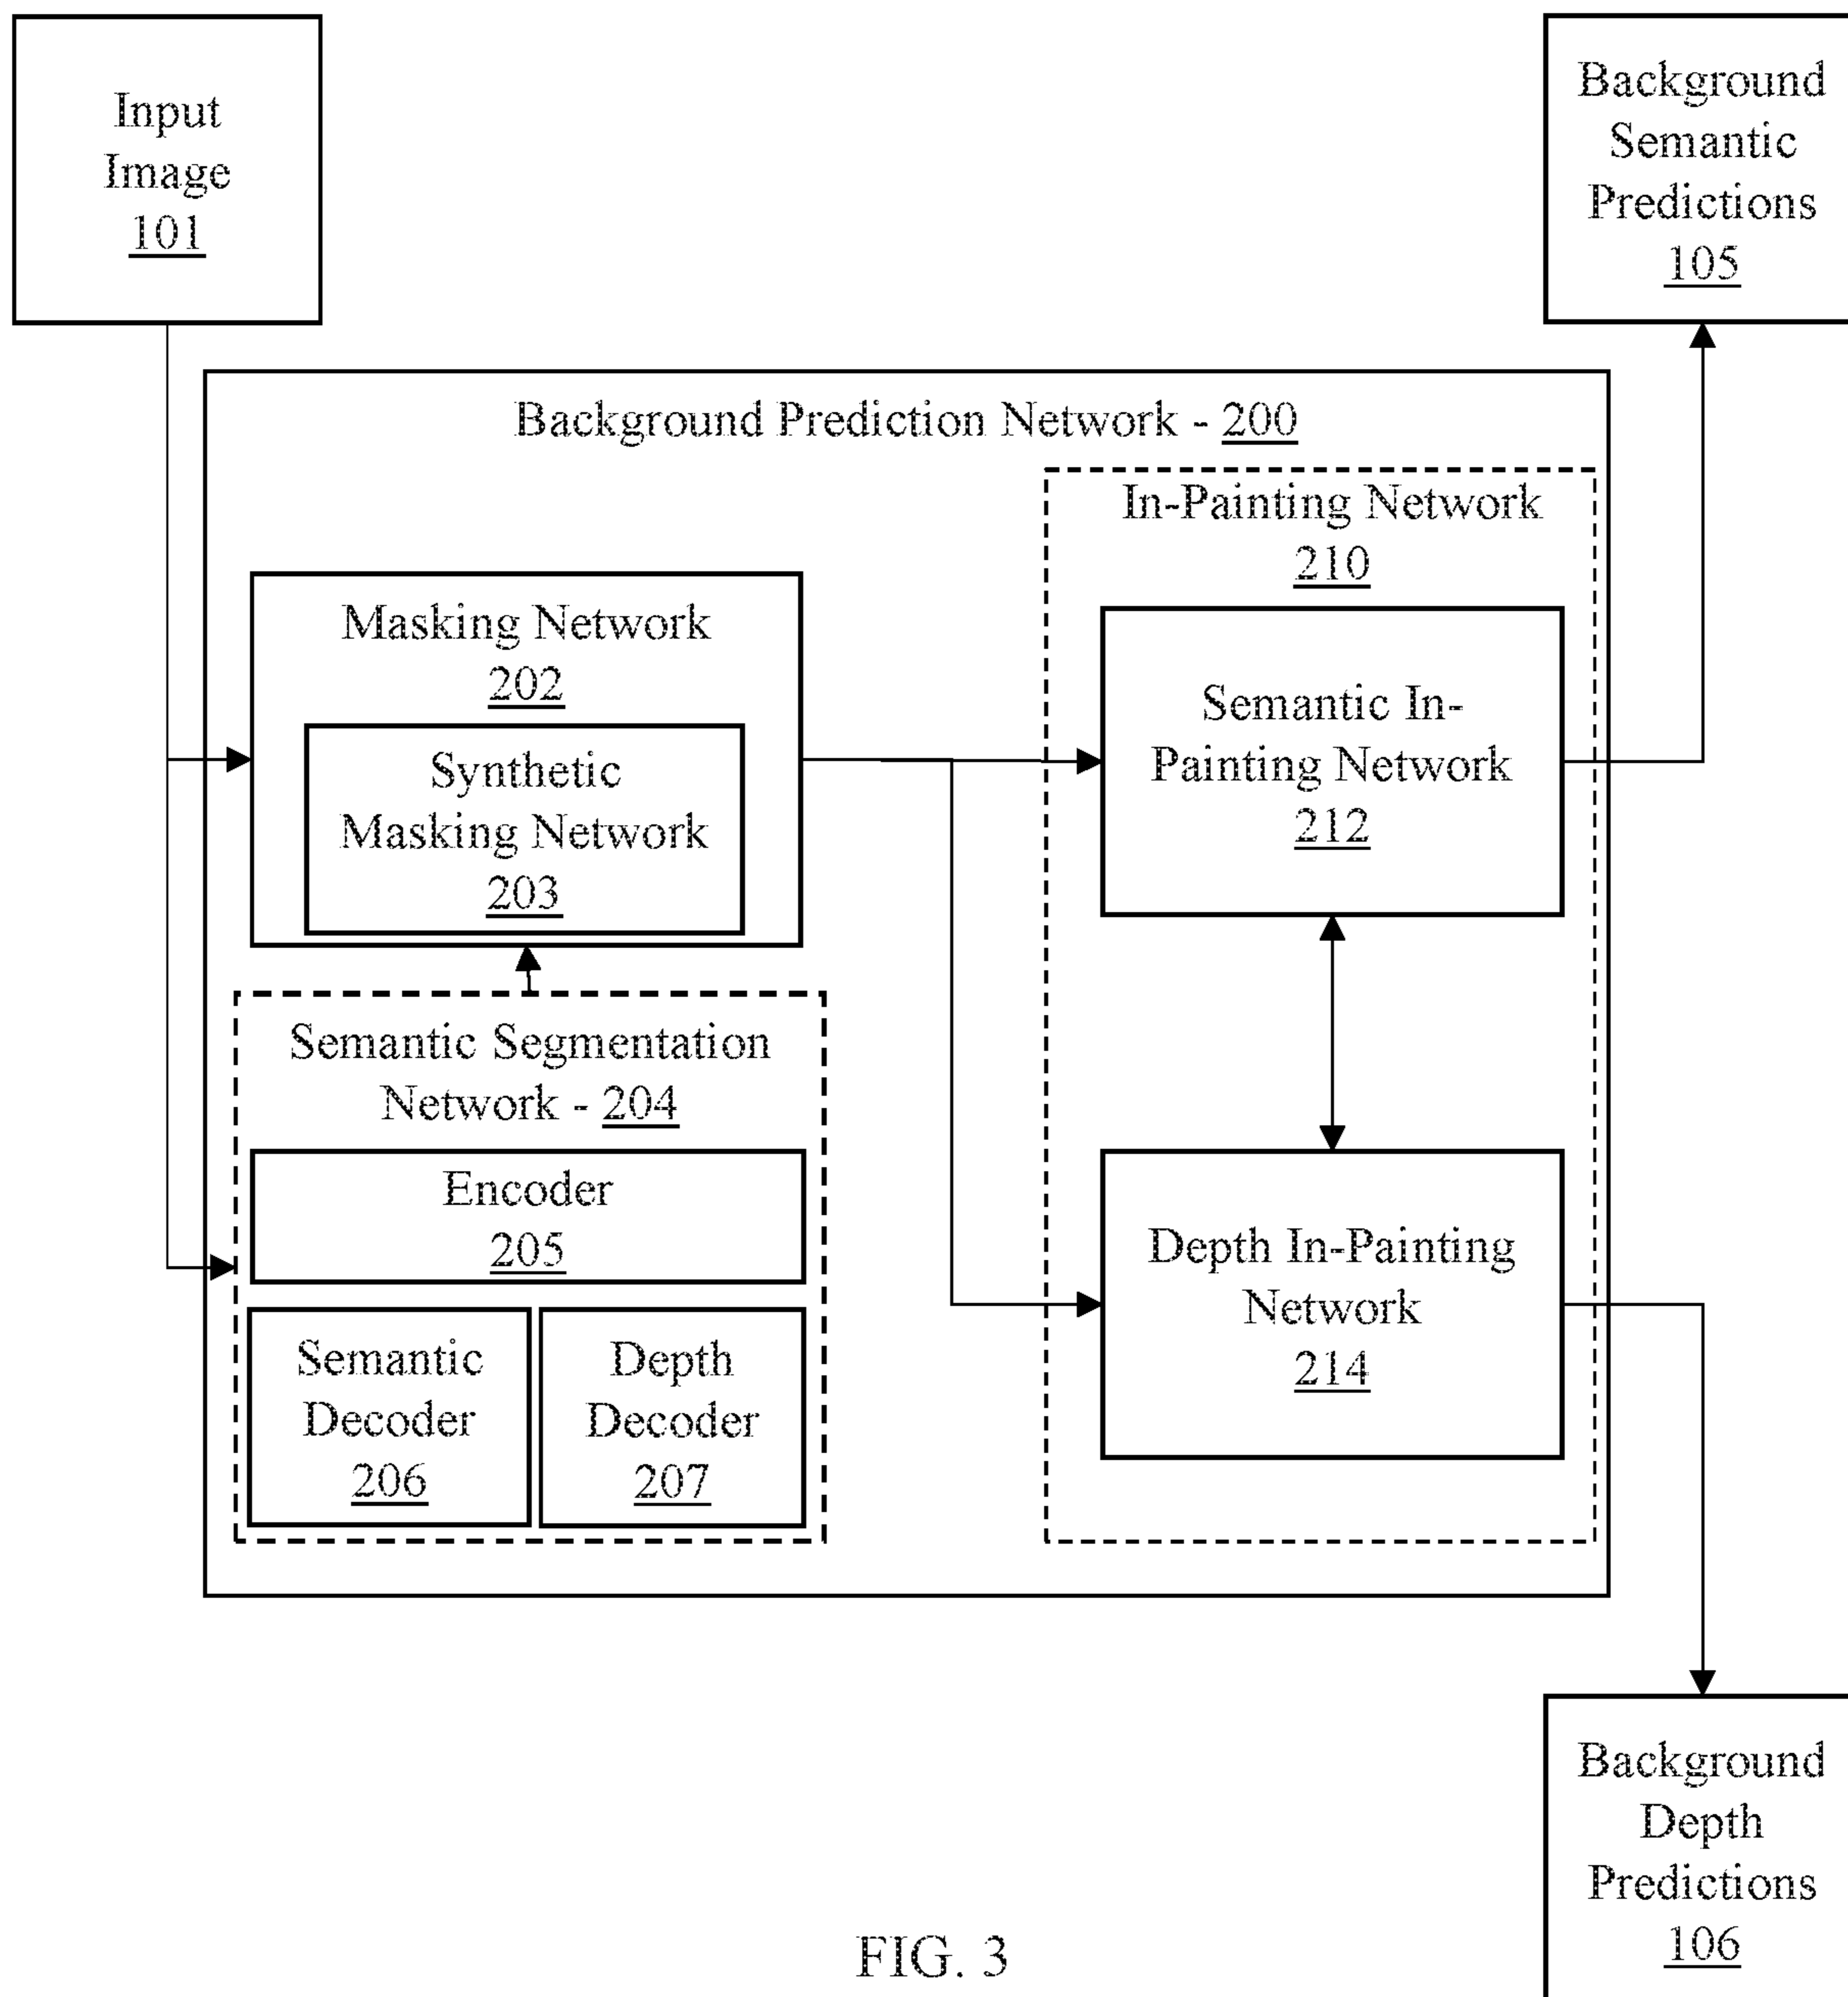 Input
Image
101
Background
Semantic
Predictions
105
Background Prediction Network - 200
In-Painting Network
210
Masking Network
202
Synthetic
Masking Network
203
Semantic In-
Painting Network
212
Semantic Segmentation
Network - 204
Encoder
205
Semantic
Decoder
206
Depth
Decoder
207
Depth In-Painting
Network
214
Background
Depth
Predictions
106
FIG. 3